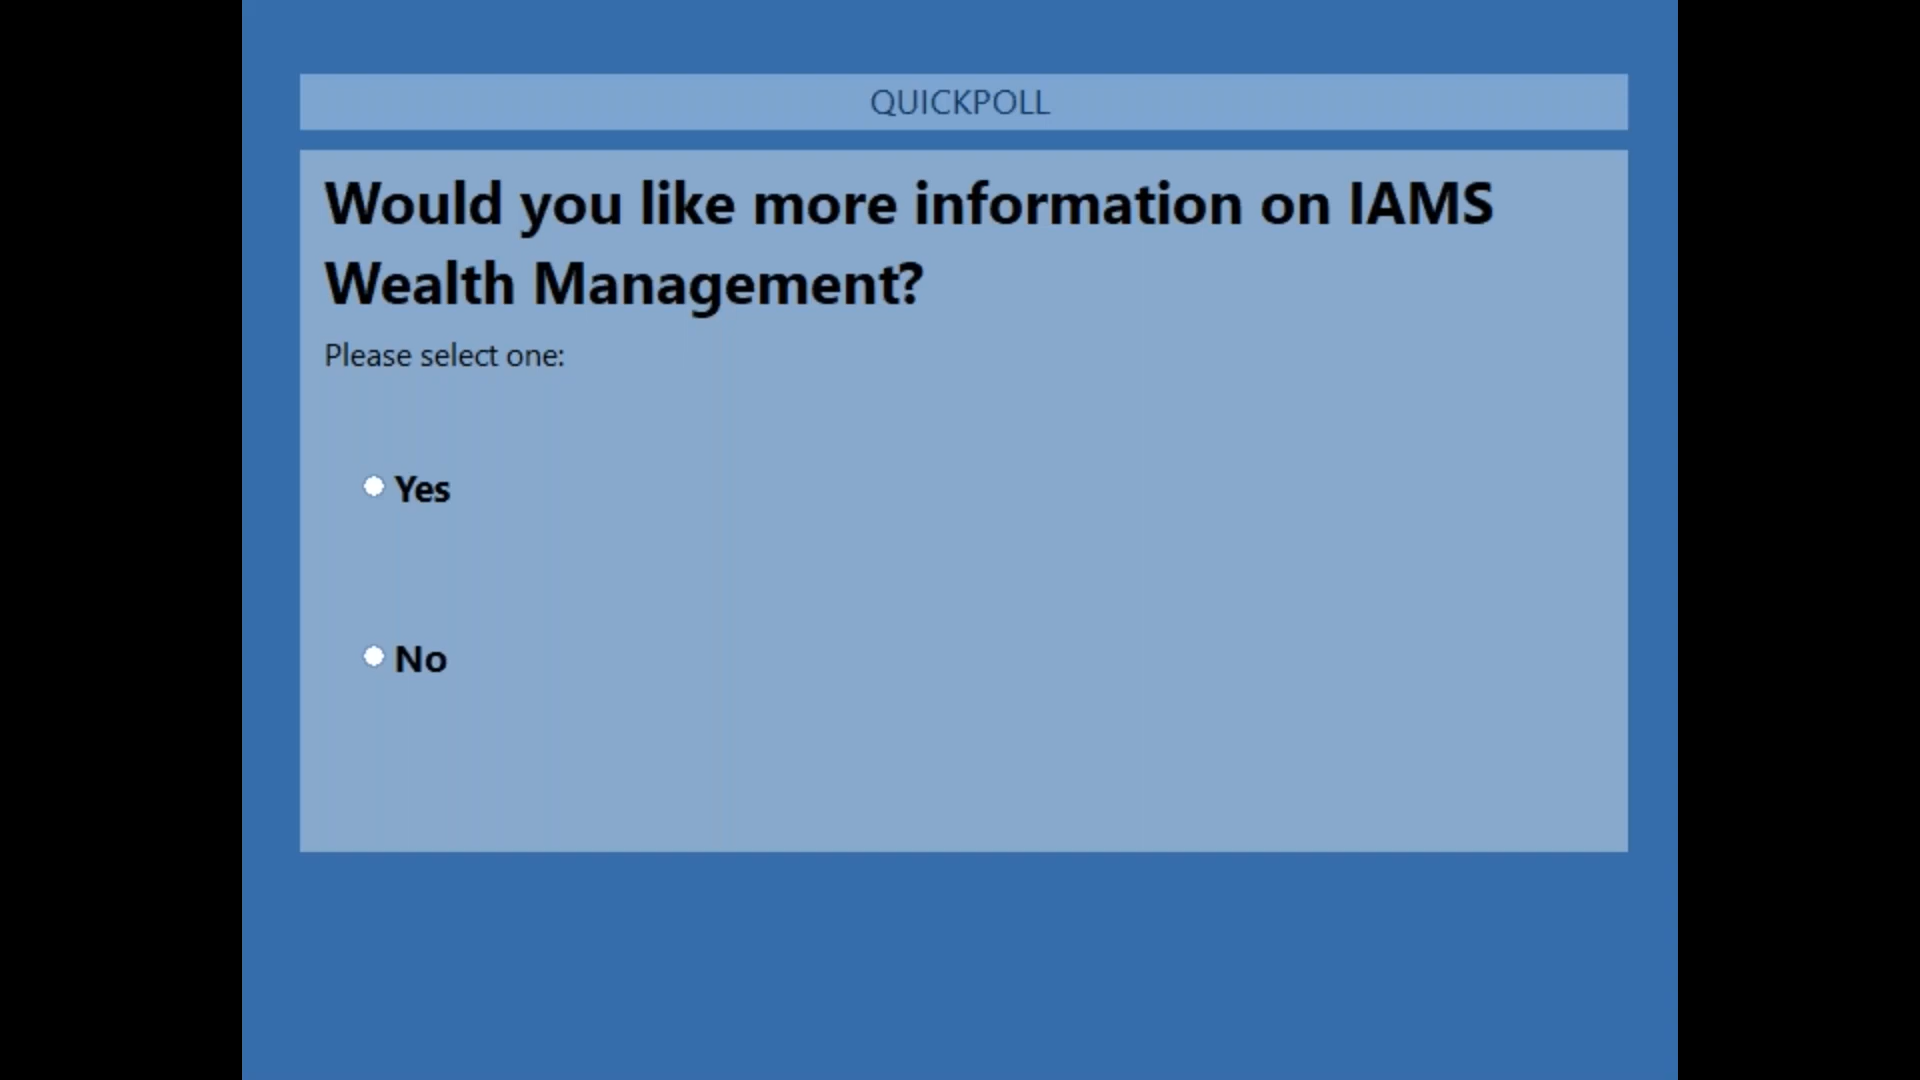 QUICKPOLL
Would you like more information on IAMS
Wealth Management?
Please select one:
Yes
No